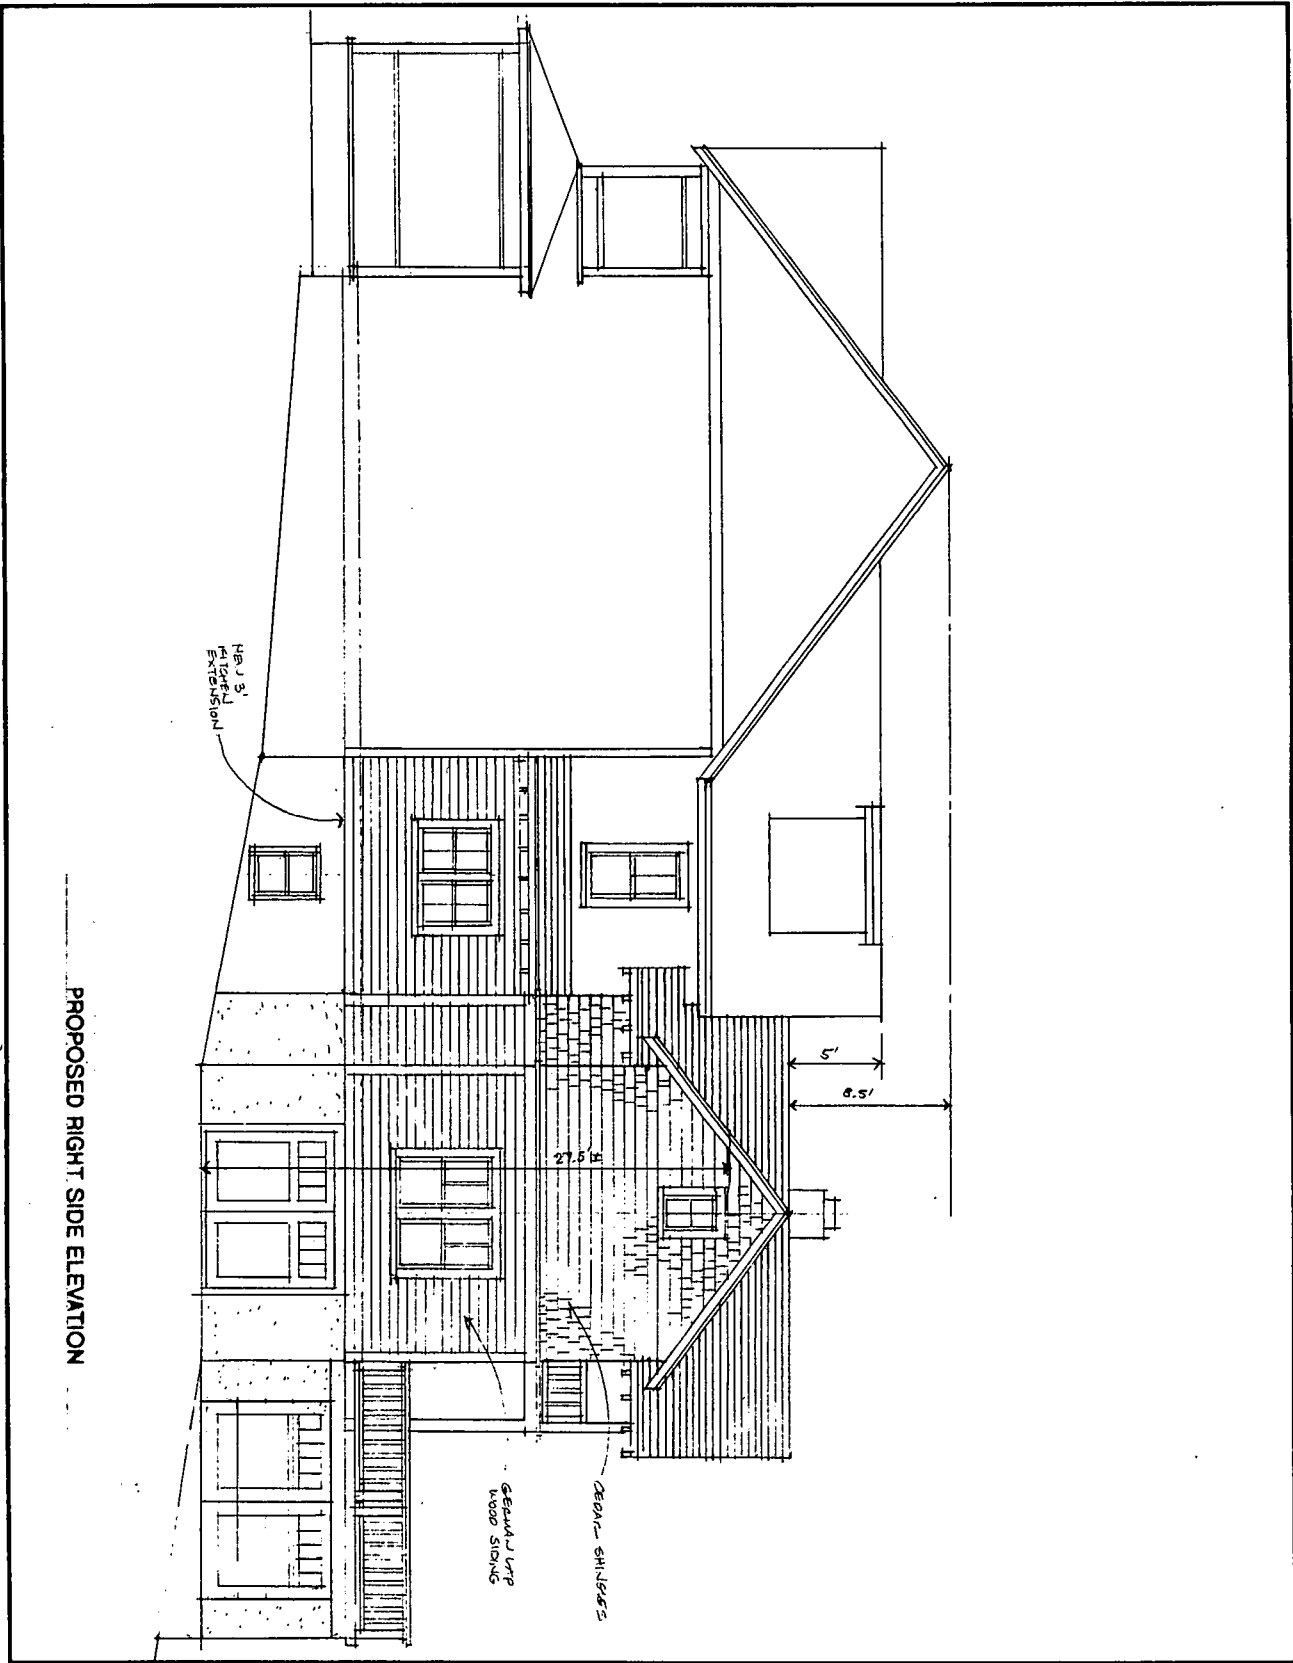 5'
8.5'
27.5'±
NEW 3'
KITCHEN
EXTENSION
CEDAR SHINGLES
GERMAN LAP
WOOD SIDING
PROPOSED RIGHT SIDE ELEVATION